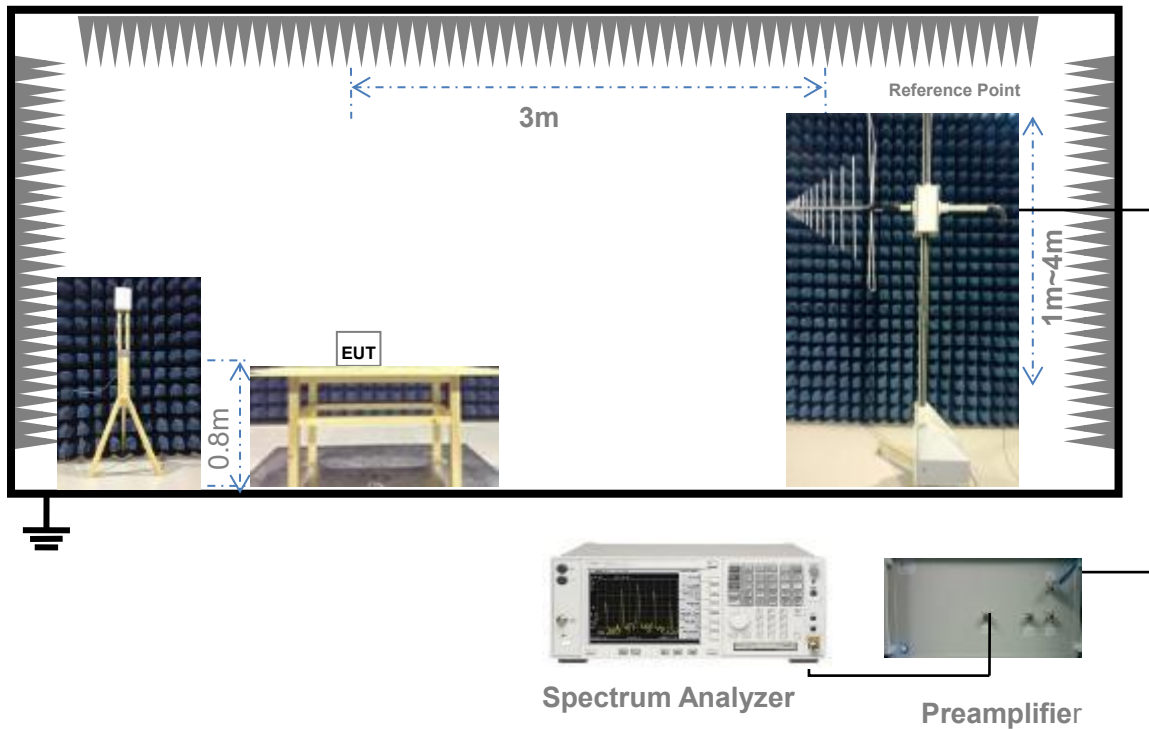 Reference Point
3m
1m~4m
EUT
0.8m
Spectrum Analyzer
Preamplifier